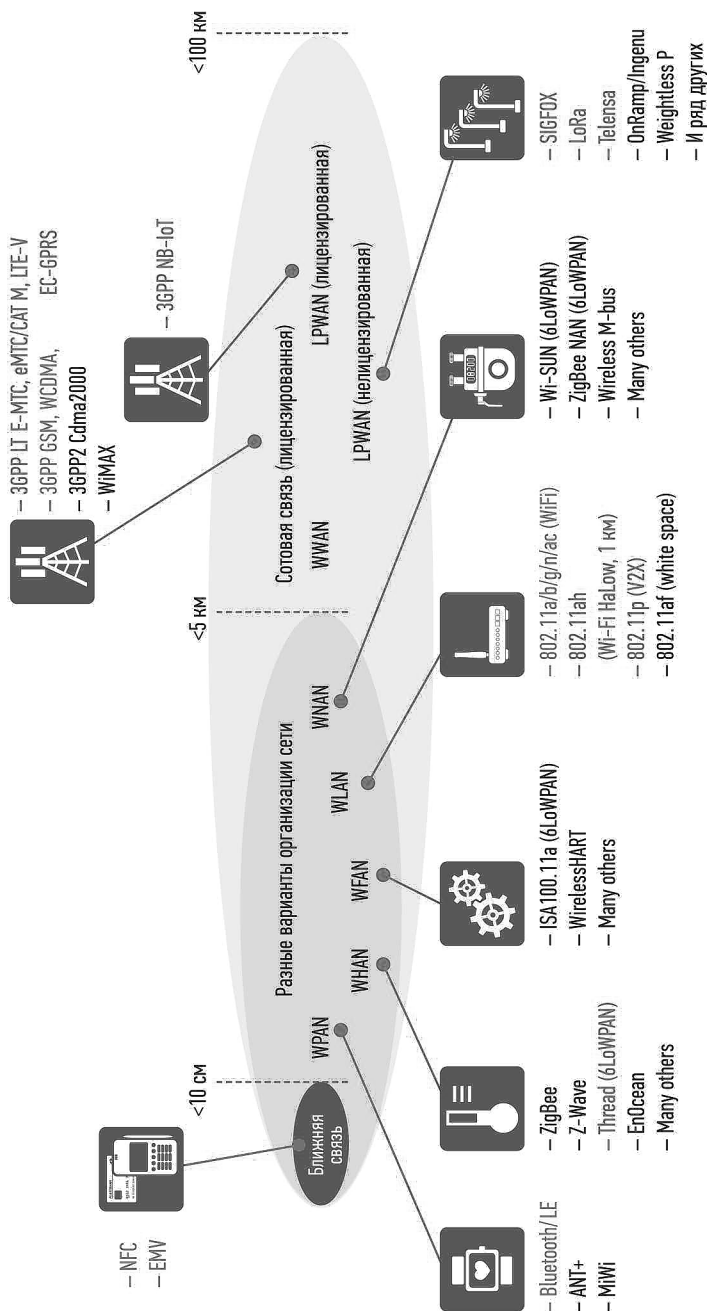 – NFC
– EMV
<10 см
<5 км
<100 км
Ближняя
связь
Разные варианты организации сети
WPAN
WHAN
WFAN
WLAN
WNAN
WWAN
Сотовая связь (лицензированная)
LPWAN (лицензированная)
LPWAN (нелицензированная)
– 3GPP LT E-MTC, eMTC/CAT M, LTE-V
– 3GPP GSM, WCDMA, EC-GPRS
– 3GPP2 Cdma2000
– WiMAX
– 3GPP NB-IoT
– Bluetooth/ LE
– ANT+
– MiWi
– ZigBee
– Z-Wave
– Thread (6LoWPAN)
– EnOcean
– Many others
– ISA100.11a (6LoWPAN)
– WirelessHART
– Many others
– 802.11a/b/g/n/ac (WiFi)
– 802.11ah
(Wi-Fi HaLow, 1 км)
– 802.11p (V2X)
– 802.11af (white space)
– Wi-SUN (6LoWPAN)
– ZigBee NAN (6LoWPAN)
– Wireless M-bus
– Many others
– SIGFOX
– LoRa
– Telensa
– OnRamp/Ingenu
– Weightless P
– И ряд других